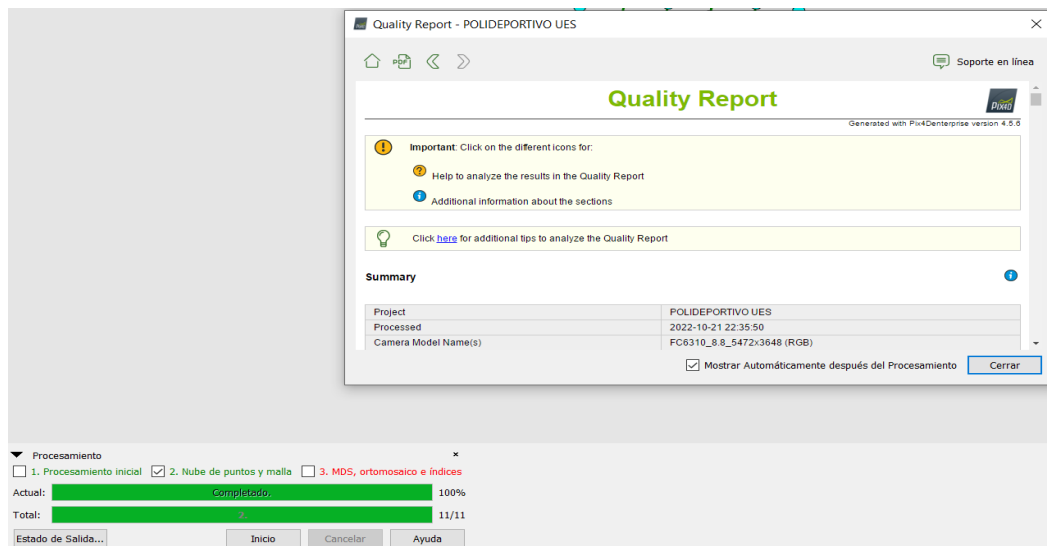 Quality Report - POLIDEPORTIVO UES
PDF
Soporte en línea
Quality Report
PIX4D
Generated with Pix4Denterprise version 4.5.6
Important: Click on the different icons for:
Help to analyze the results in the Quality Report
Additional information about the sections
Click here for additional tips to analyze the Quality Report
Summary
Project POLIDEPORTIVO UES
Processed 2022-10-21 22:35:50
Camera Model Name(s) FC6310_8.8_5472x3648 (RGB)
Mostrar Automáticamente después del Procesamiento Cerrar
Procesamiento
1. Procesamiento inicial 2. Nube de puntos y malla 3. MDS, ortomosaico e índices
Actual: Completado. 100%
Total: 2. 11/11
Estado de Salida... Inicio Cancelar Ayuda